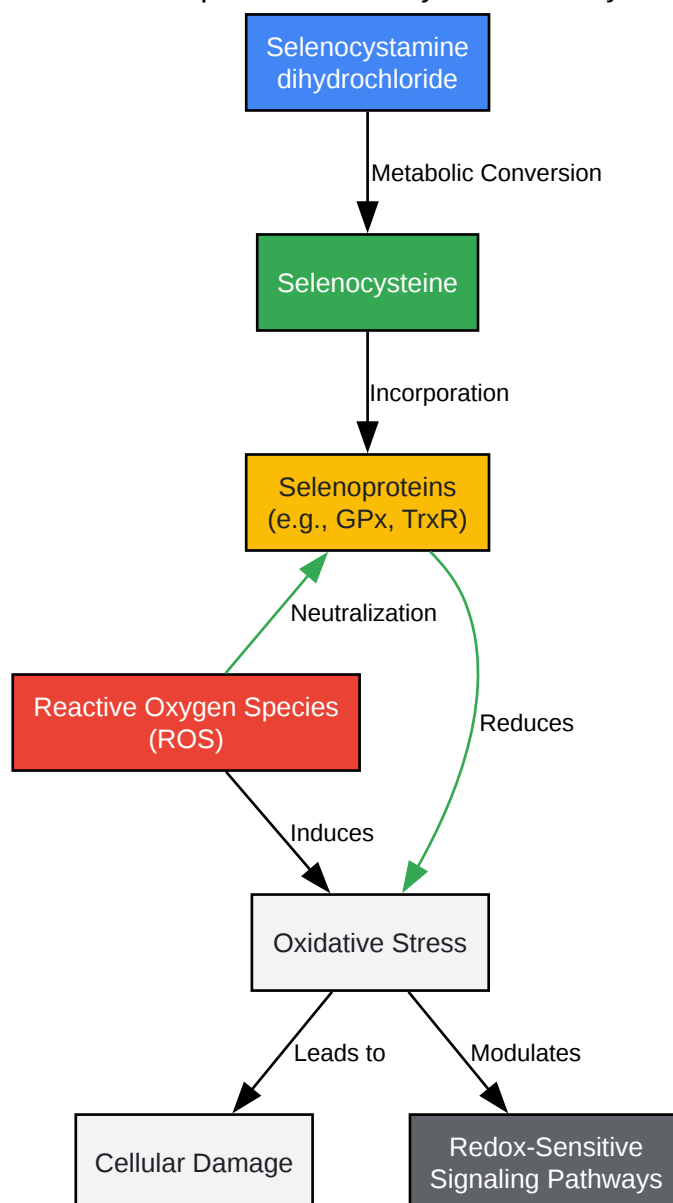 Selenocystamine
dihydrochloride
Metabolic Conversion
Selenocysteine
Incorporation
Selenoproteins
(e.g., GPx, TrxR)
Neutralization
Reactive Oxygen Species
(ROS)
Reduces
Induces
Oxidative Stress
Leads to
Modulates
Cellular Damage
Redox-Sensitive
Signaling Pathways